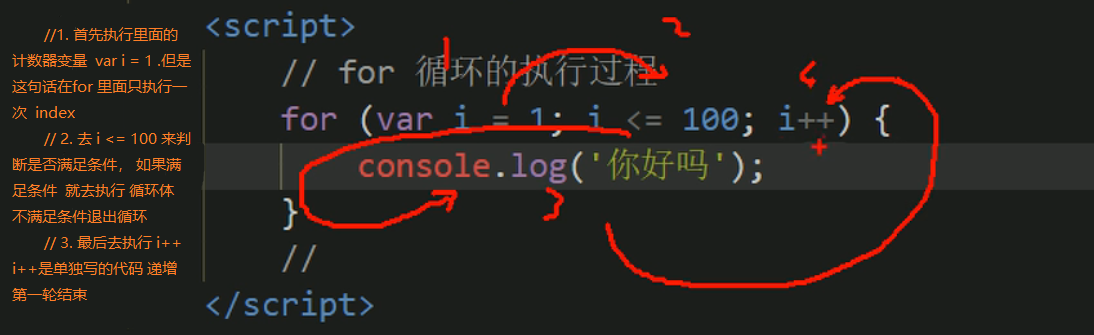 //1. 首先执行里面的
计数器变量 var i = 1 .但是
这句话在for 里面只执行一
次 index
// 2. 去 i <= 100 来判
断是否满足条件， 如果满
足条件 就去执行 循环体
不满足条件退出循环
// 3. 最后去执行 i++
i++是单独写的代码 递增
第一轮结束
<script>
1 2
// for 循环的执行过程
4
for (var i = 1; i <= 100; i++) {
console.log('你好吗');
3
}
//
</script>